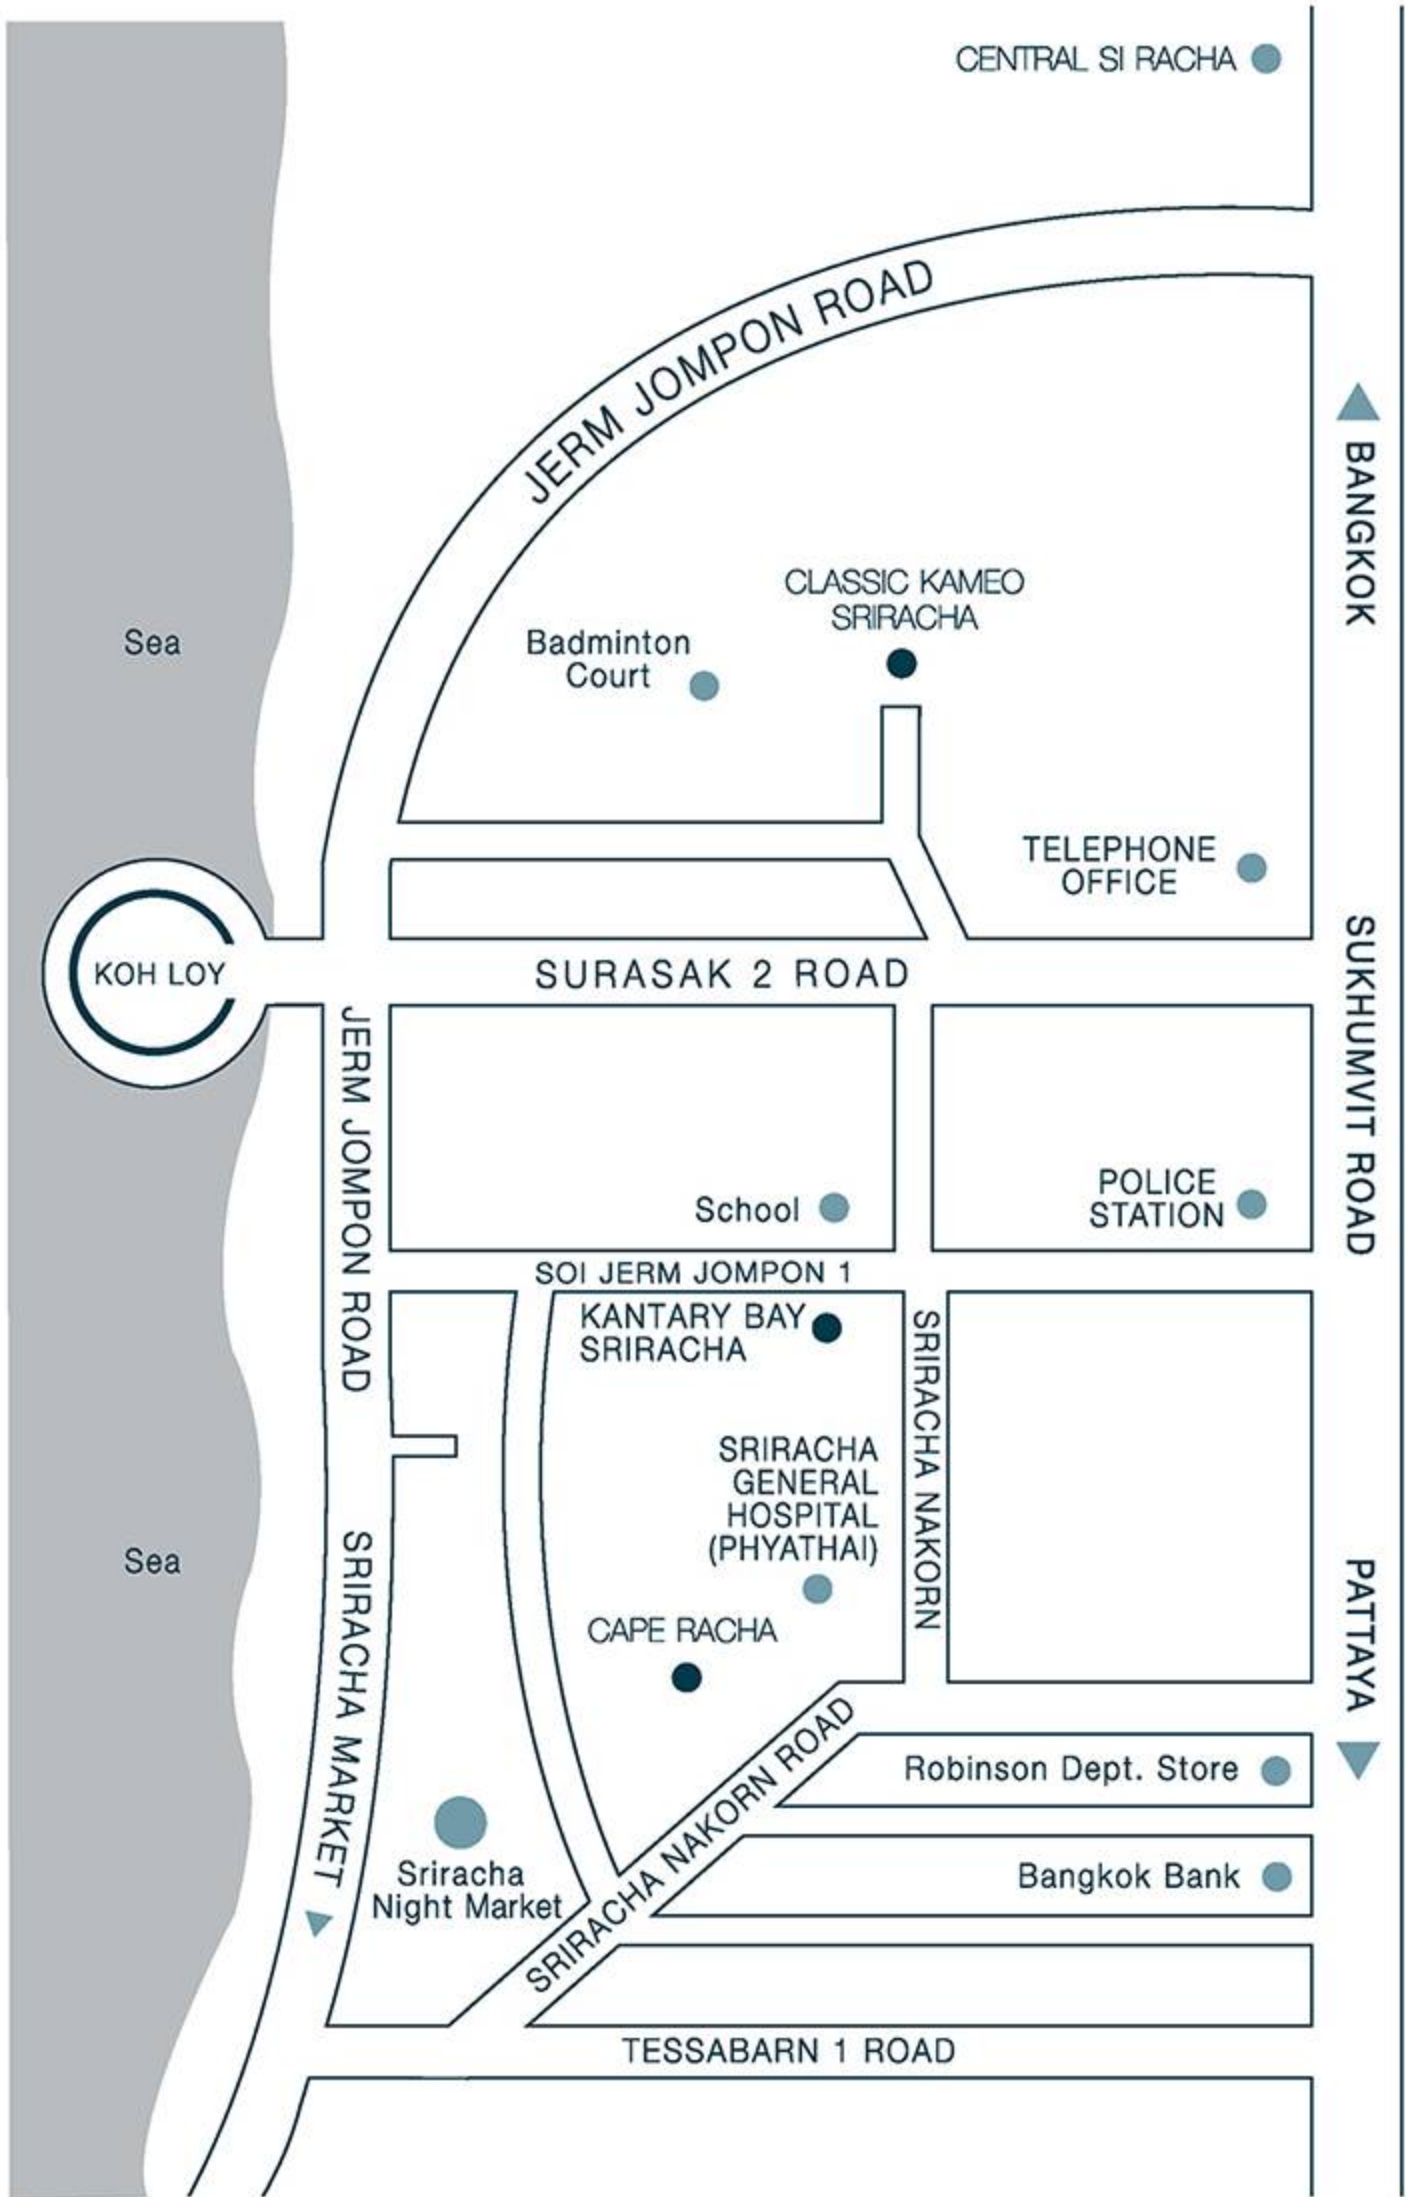 CENTRAL SI RACHA
JERM JOMPON ROAD
BANGKOK
CLASSIC KAMEO
SRIRACHA
Badminton
Court
Sea
TELEPHONE
OFFICE
KOH LOY
SURASAK 2 ROAD
SUKHUMVIT ROAD
JERM JOMPON ROAD
School
POLICE
STATION
SOI JERM JOMPON 1
KANTARY BAY
SRIRACHA
SRIRACHA NAKORN
SRIRACHA
GENERAL
HOSPITAL
(PHYATHAI)
Sea
SRIRACHA MARKET
PATTAYA
CAPE RACHA
SRIRACHA NAKORN ROAD
Robinson Dept. Store
Sriracha
Night Market
Bangkok Bank
TESSABARN 1 ROAD